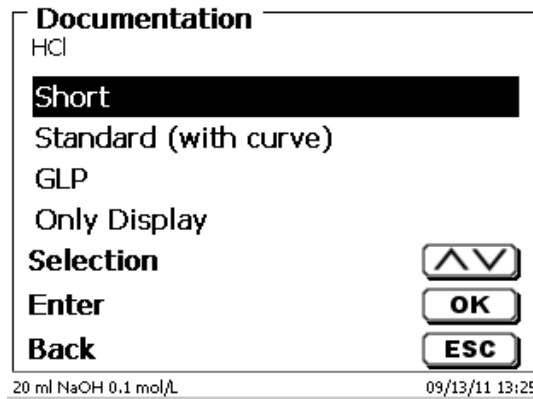 Documentation
HCl
Short
Standard (with curve)
GLP
Only Display
Selection
Enter OK
Back ESC
20 ml NaOH 0.1 mol/L 09/13/11 13:25